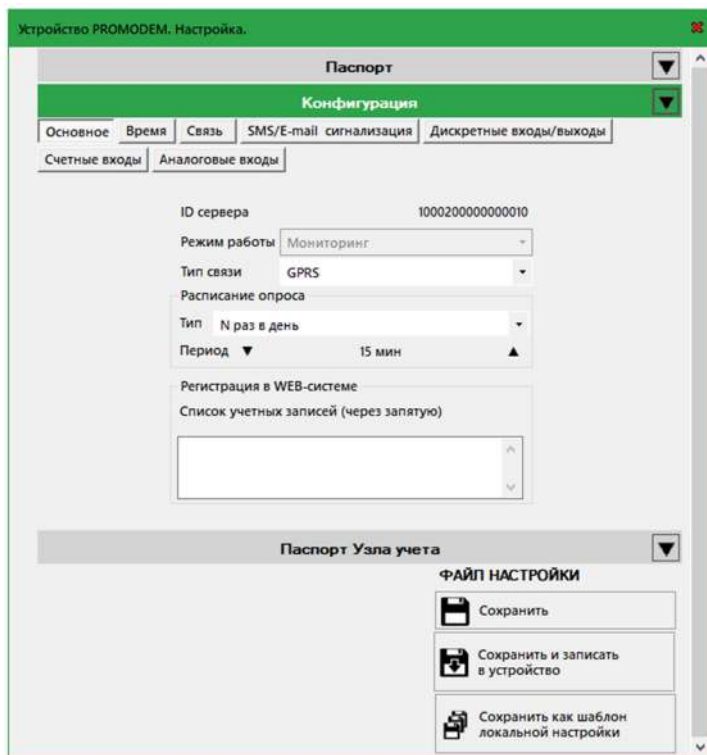 Устройство PROMODEM. Настройка.
Паспорт
Конфигурация
Основное Время Связь SMS/E-mail сигнализация Дискретные входы/выходы
Счетные входы Аналоговые входы
ID сервера 1000200000000010
Режим работы Мониторинг
Тип связи GPRS
Расписание опроса
Тип N раз в день
Период 15 мин
Регистрация в WEB-системе
Список учетных записей (через запятую)
Паспорт Узла учета
ФАЙЛ НАСТРОЙКИ
Сохранить
Сохранить и записать
в устройство
Сохранить как шаблон
локальной настройки